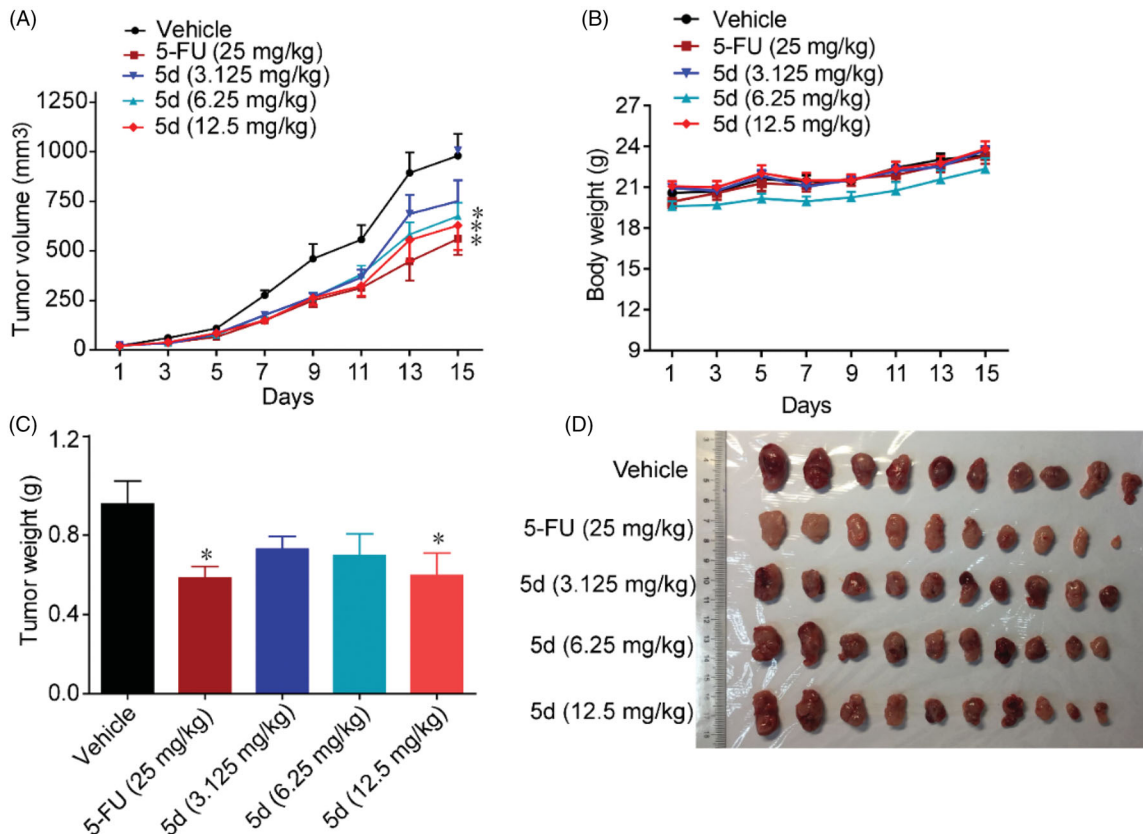 (A)
Vehicle
5-FU (25 mg/kg)
5d (3.125 mg/kg)
5d (6.25 mg/kg)
5d (12.5 mg/kg)
Tumor volume (mm3)
1250
1000
750
500
250
0
***
1 3 5 7 9 11 13 15
Days
(B)
Vehicle
5-FU (25 mg/kg)
5d (3.125 mg/kg)
5d (6.25 mg/kg)
5d (12.5 mg/kg)
Body weight (g)
27
24
21
18
15
12
9
1 3 5 7 9 11 13 15
Days
(C)
Tumor weight (g)
1.2
0.8
0.4
0.0
* *
Vehicle
5-FU (25 mg/kg)
5d (3.125 mg/kg)
5d (6.25 mg/kg)
5d (12.5 mg/kg)
(D)
Vehicle
5-FU (25 mg/kg)
5d (3.125 mg/kg)
5d (6.25 mg/kg)
5d (12.5 mg/kg)